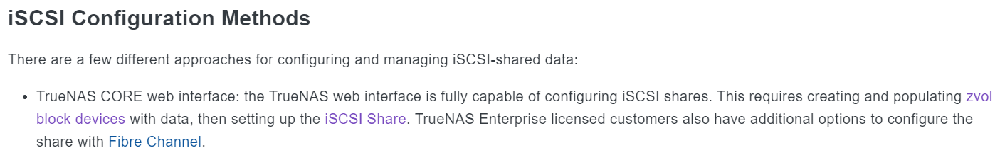 iSCSI Configuration Methods
There are a few different approaches for configuring and managing iSCSI-shared data:
• TrueNAS CORE web interface: the TrueNAS web interface is fully capable of configuring iSCSI shares. This requires creating and populating zvol
block devices with data, then setting up the iSCSI Share. TrueNAS Enterprise licensed customers also have additional options to configure the
share with Fibre Channel.